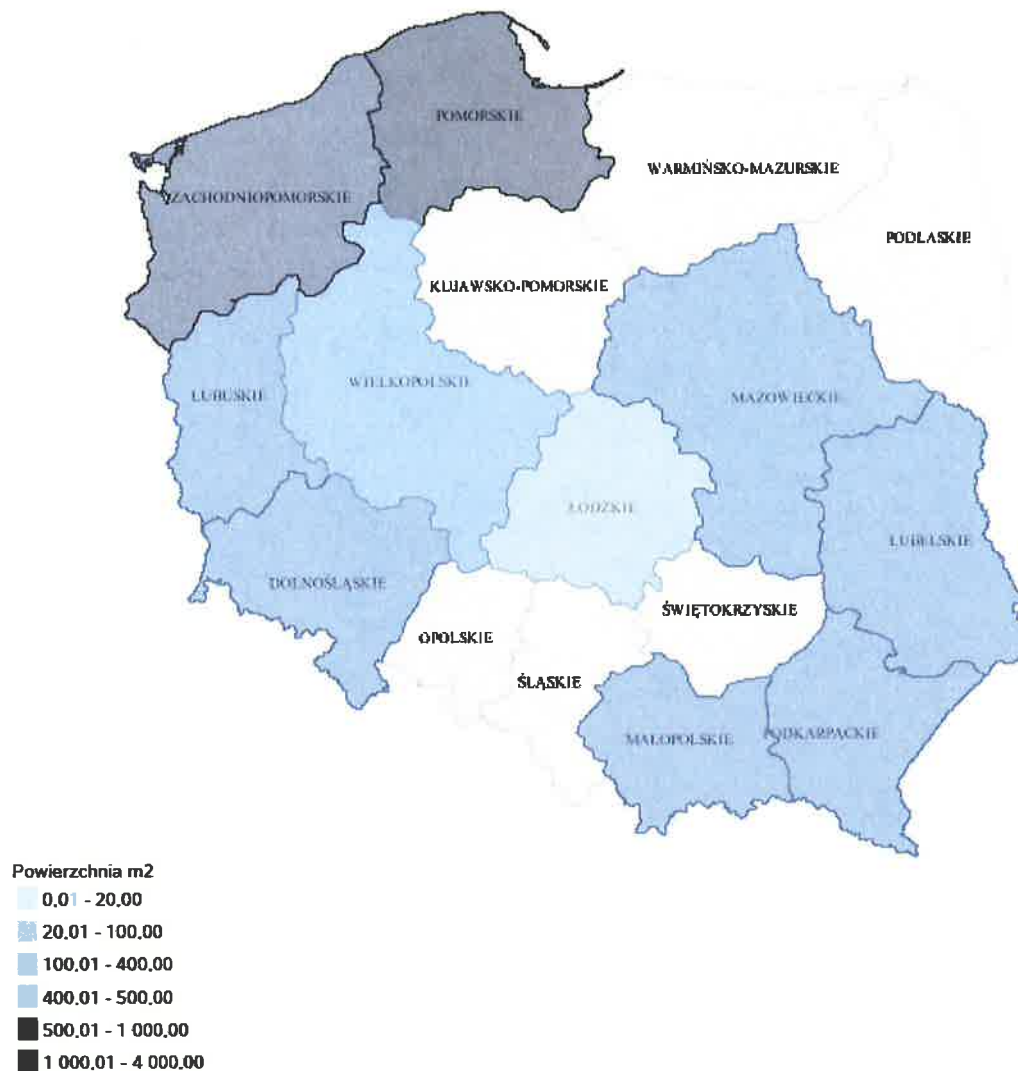 POMORSKIE
WARMIŃSKO-MAZURSKIE
ZACHODNIOPOMORSKIE
PODLASKIE
KUJAWSKO-POMORSKIE
WIELKOPOLSKIE
LUBUSKIE
MAZOWIECKIE
ŁÓDZKIE
LUBELSKIE
DOLNOŚLĄSKIE
ŚWIĘTOKRZYSKIE
OPOLSKIE
ŚLĄSKIE
PODKARPACKIE
MAŁOPOLSKIE
Powierzchnia m2
0,01 - 20,00
20,01 - 100,00
100,01 - 400,00
400,01 - 500,00
500,01 - 1 000,00
1 000,01 - 4 000,00